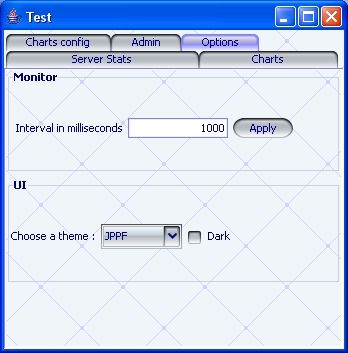 Test
Charts config Admin Options
Server Stats Charts
Monitor
Interval in milliseconds 1000 Apply
UI
Choose a theme : JPPF Dark